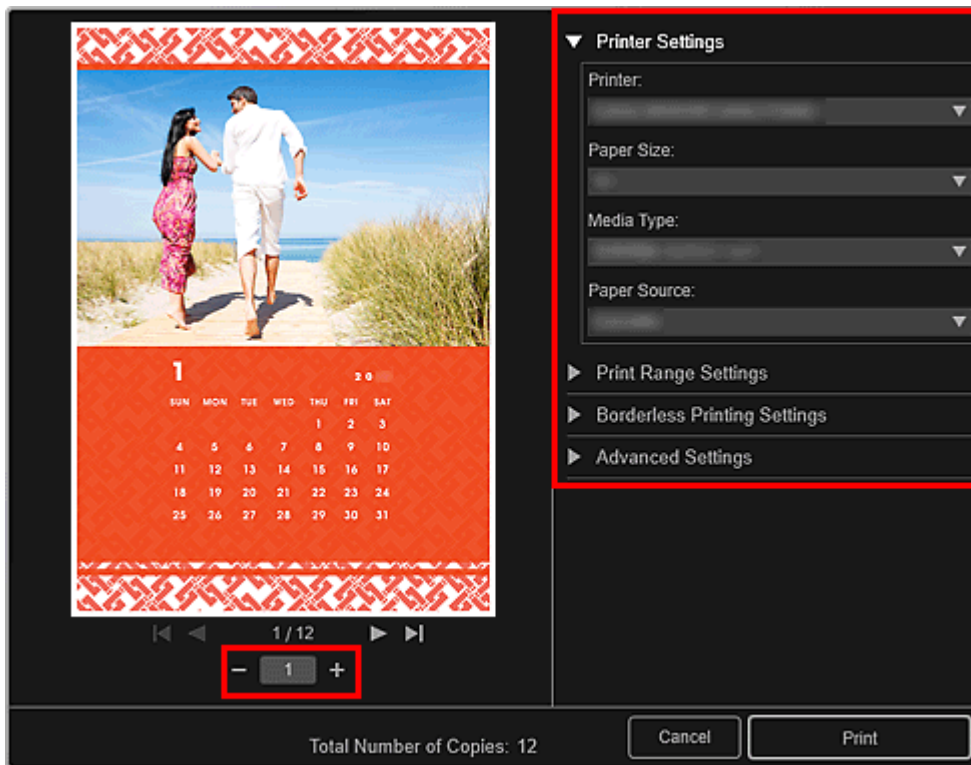 1
20
SUN MON TUE WED THU FRI SAT
1 2 3
4 5 6 7 8 9 10
11 12 13 14 15 16 17
18 19 20 21 22 23 24
25 26 27 28 29 30 31
1 / 12
− 1 +
Printer Settings
Printer:
Paper Size:
Media Type:
Paper Source:
Print Range Settings
Borderless Printing Settings
Advanced Settings
Total Number of Copies: 12
Cancel
Print